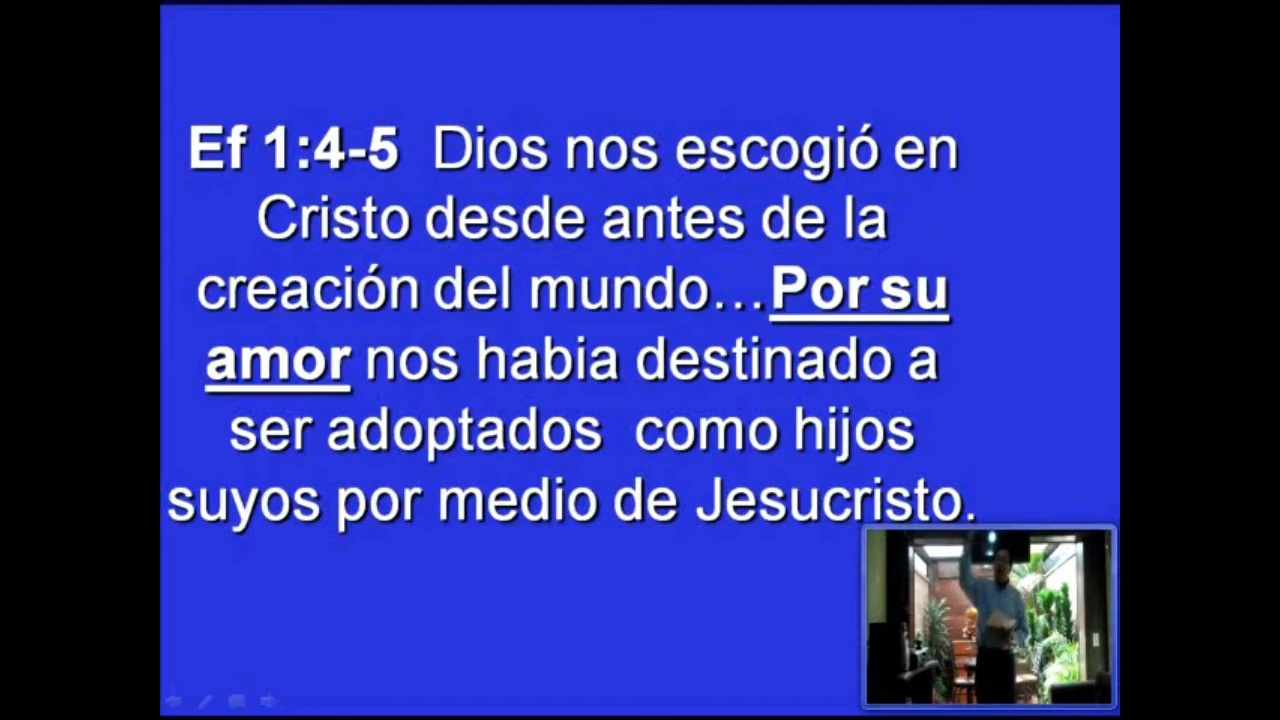 Ef 1:4-5 Dios nos escogió en
Cristo desde antes de la
creación del mundo…Por su
amor nos habia destinado a
ser adoptados como hijos
suyos por medio de Jesucristo.